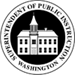 SUPERINTENDENT OF PUBLIC INSTRUCTION
WASHINGTON